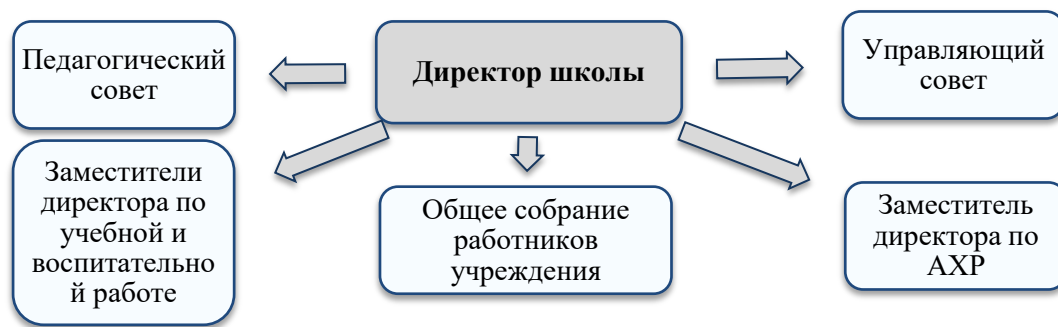 Педагогический
совет
Директор школы
Управляющий
совет
Заместители
директора по
учебной и
воспитательно
й работе
Общее собрание
работников
учреждения
Заместитель
директора по
АХР